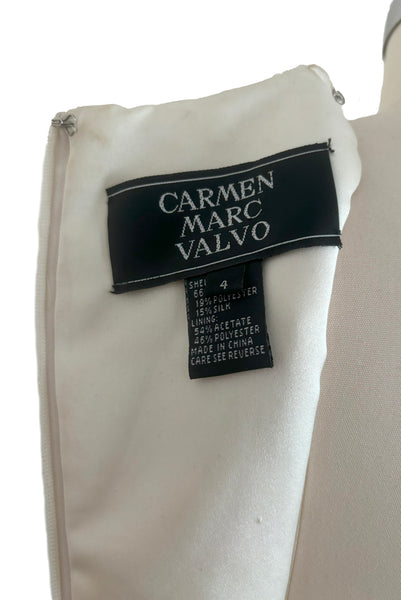 CARMEN
MARC
VALVO
4
19% POLYESTER
15% SILK
LINING:
54% ACETATE
46% POLYESTER
MADE IN CHINA
CARE SEE REVERSE